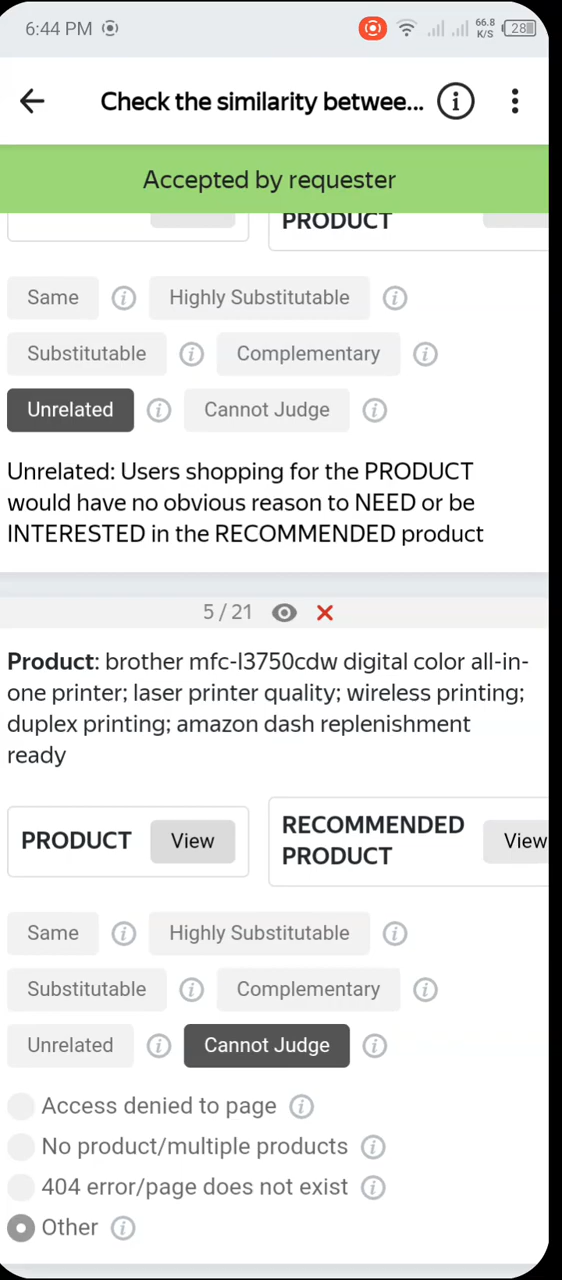 6:44 PM
66.8
K/S
28
Check the similarity betwee...
Accepted by requester
PRODUCT
Same
Highly Substitutable
Substitutable
Complementary
Unrelated
Cannot Judge
Unrelated: Users shopping for the PRODUCT
would have no obvious reason to NEED or be
INTERESTED in the RECOMMENDED product
5 / 21
Product: brother mfc-l3750cdw digital color all-in-
one printer; laser printer quality; wireless printing;
duplex printing; amazon dash replenishment
ready
PRODUCT
View
RECOMMENDED
PRODUCT
View
Same
Highly Substitutable
Substitutable
Complementary
Unrelated
Cannot Judge
Access denied to page
No product/multiple products
404 error/page does not exist
Other